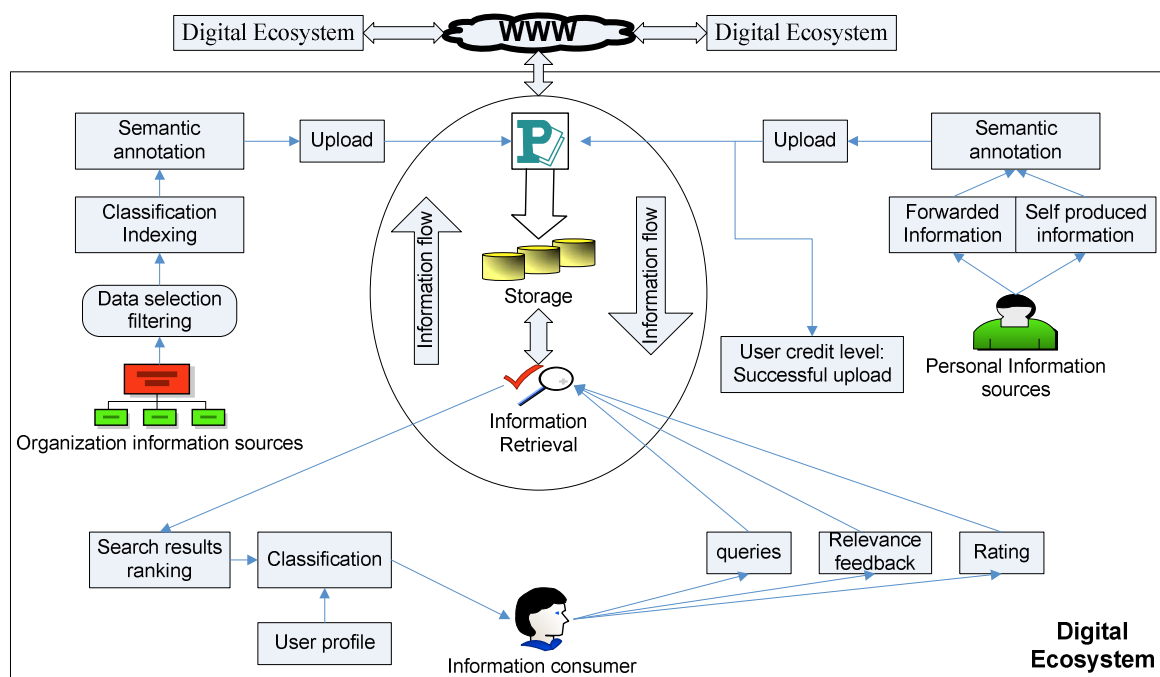 Digital Ecosystem
WWW
Digital Ecosystem
Semantic
annotation
Upload
P
Upload
Semantic
annotation
Classification
Indexing
Information flow
Information flow
Forwarded
Information
Self produced
information
Data selection
filtering
Storage
User credit level:
Successful upload
Personal Information
sources
Organization information sources
Information
Retrieval
Search results
ranking
Classification
queries
Relevance
feedback
Rating
User profile
Information consumer
Digital
Ecosystem